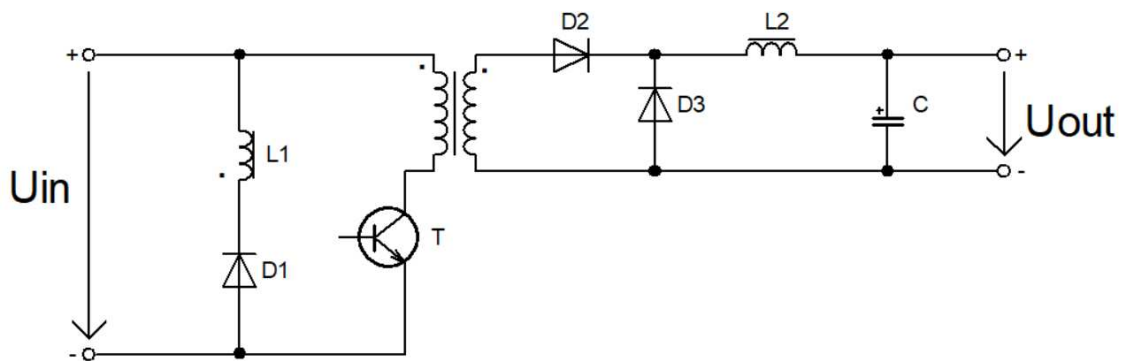 D2
L2
+
+
D3
+
C
Uout
L1
-
Uin
T
D1
-